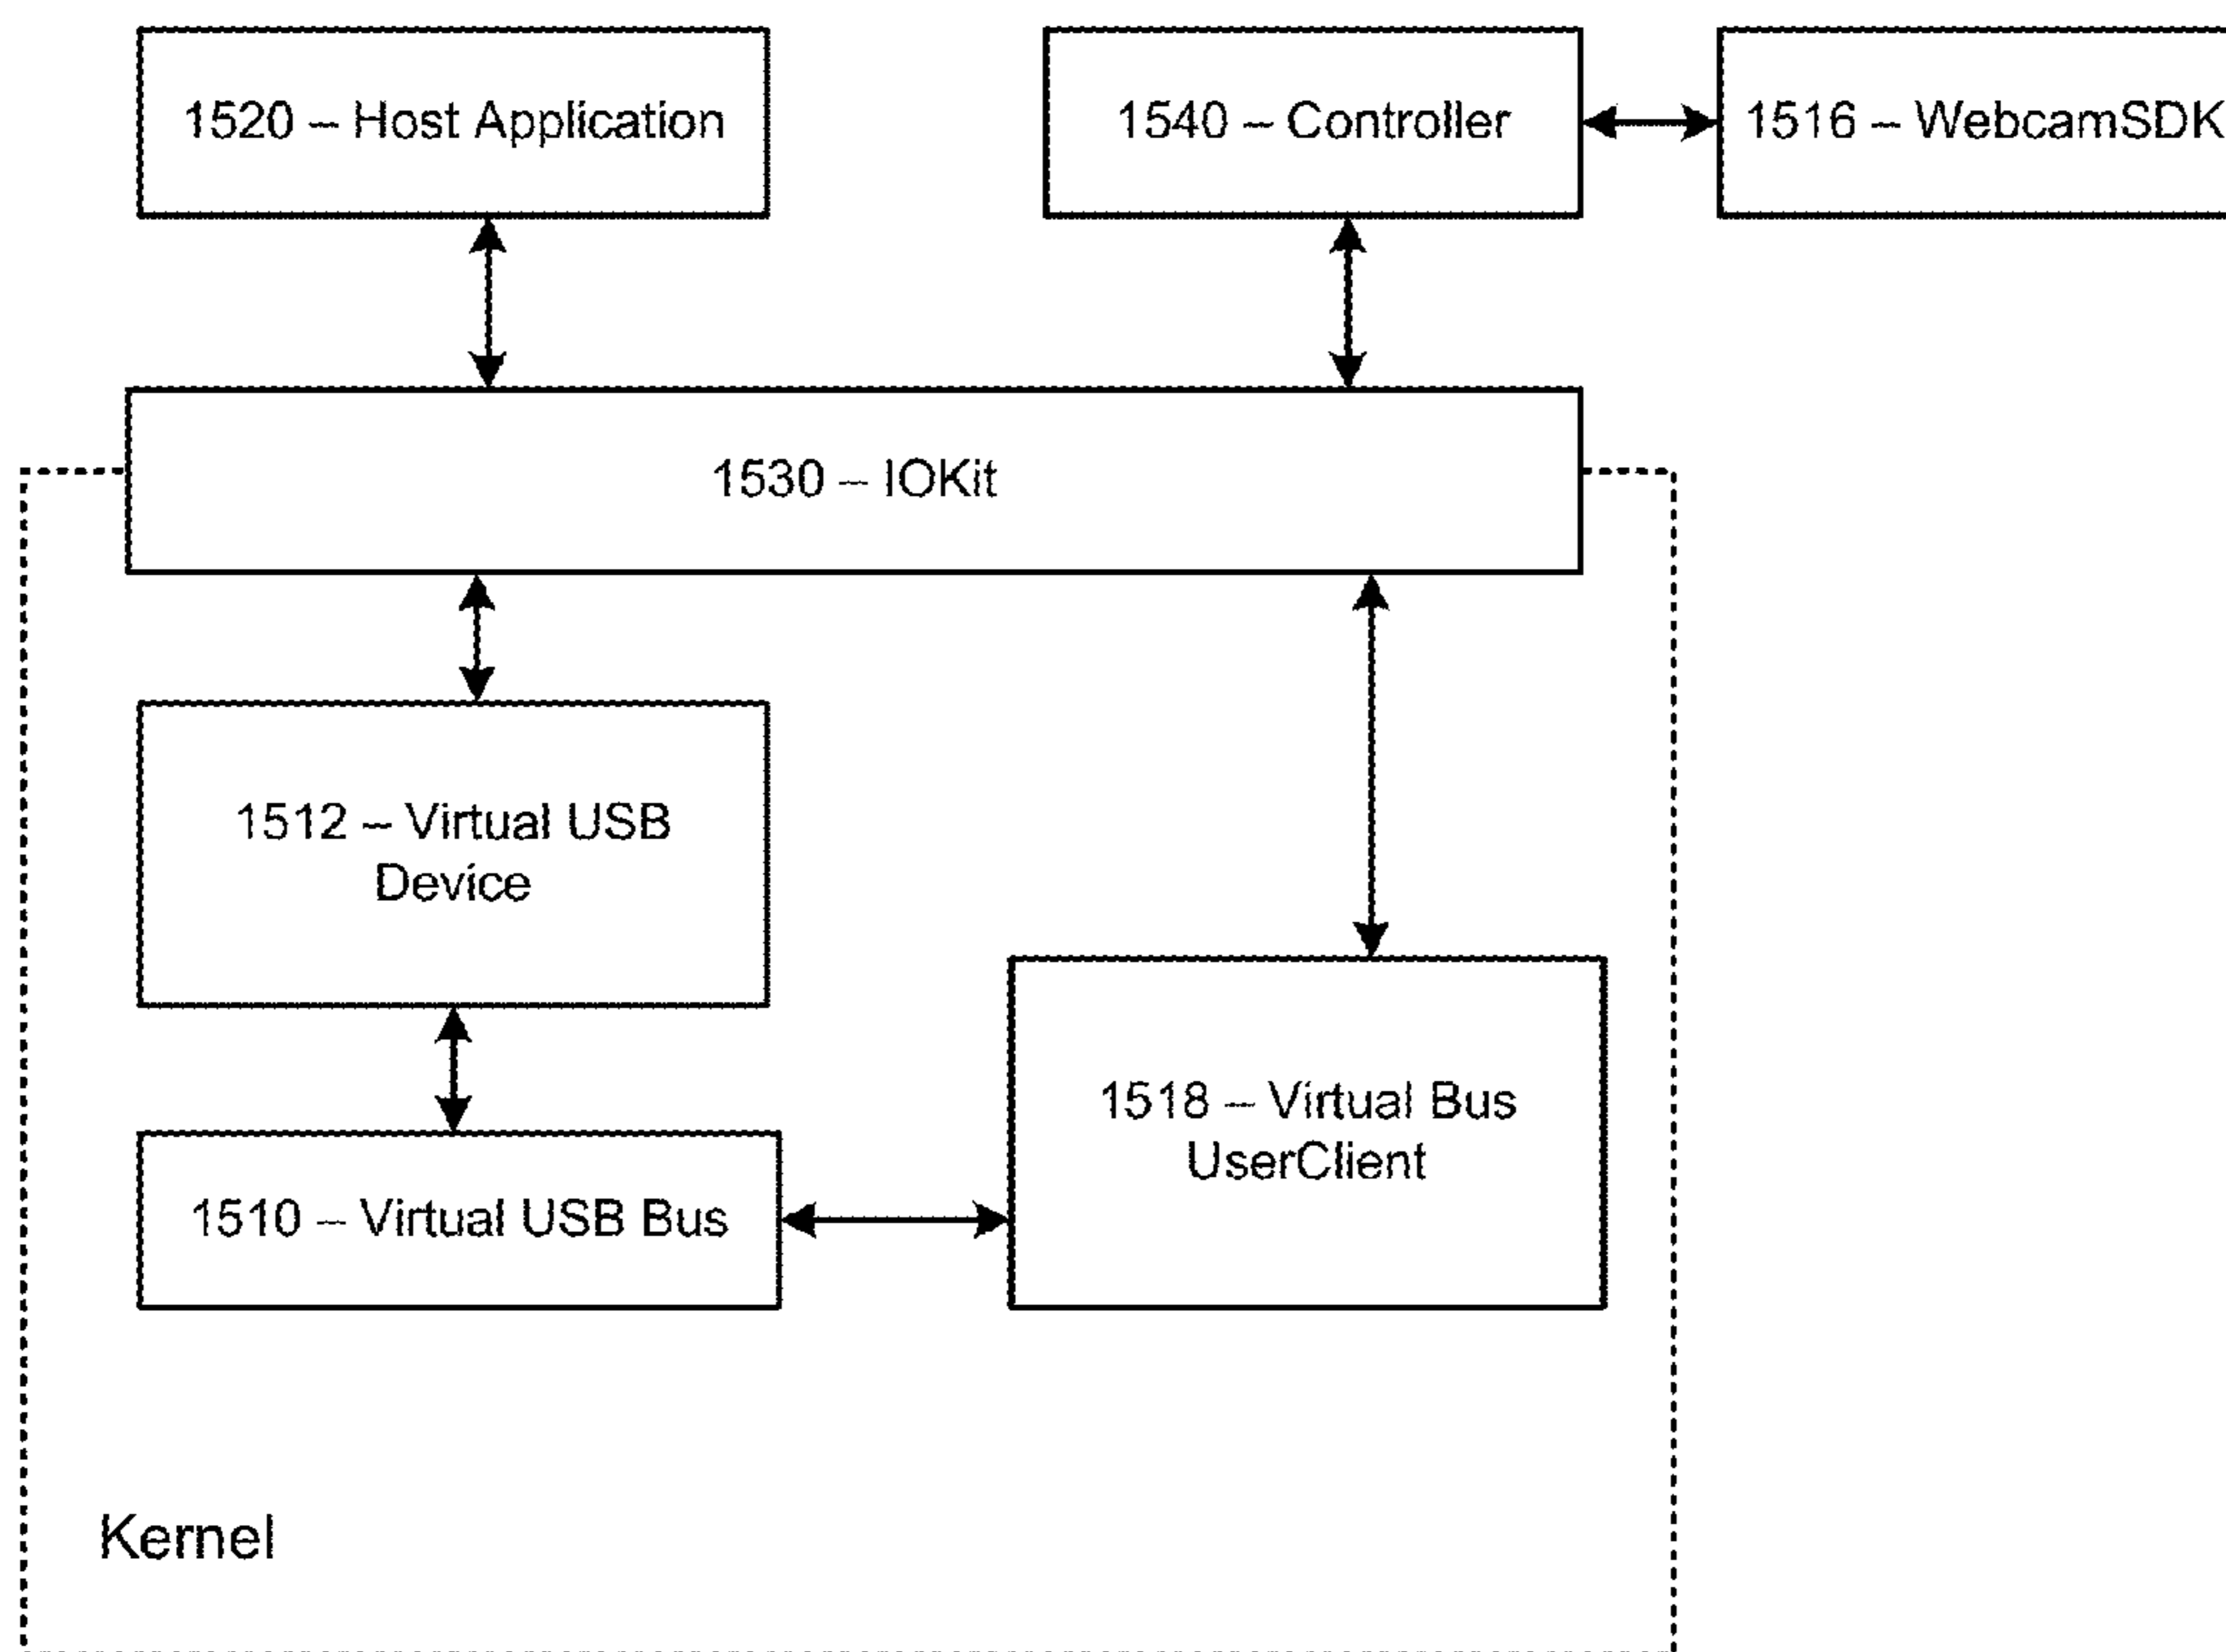 1520 – Host Application
1540 – Controller
1516 – WebcamSDK
1530 – IOKit
1512 – Virtual USB
Device
1518 – Virtual Bus
UserClient
1510 – Virtual USB Bus
Kernel